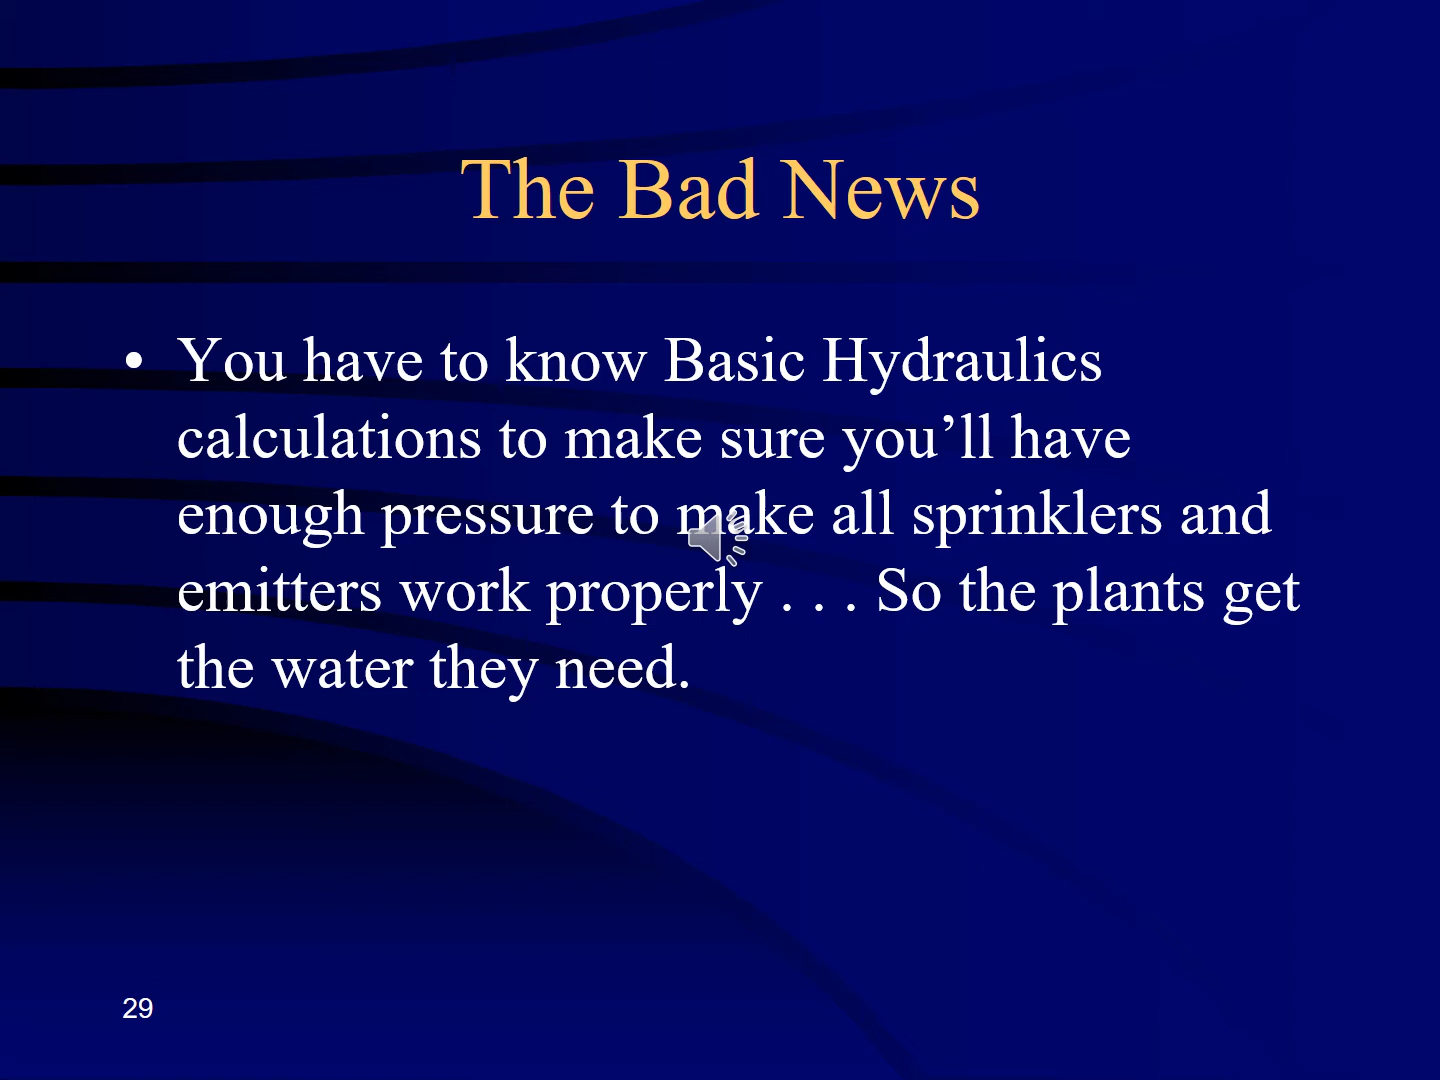 The Bad News
• You have to know Basic Hydraulics
calculations to make sure you’ll have
enough pressure to make all sprinklers and
emitters work properly . . . So the plants get
the water they need.
29